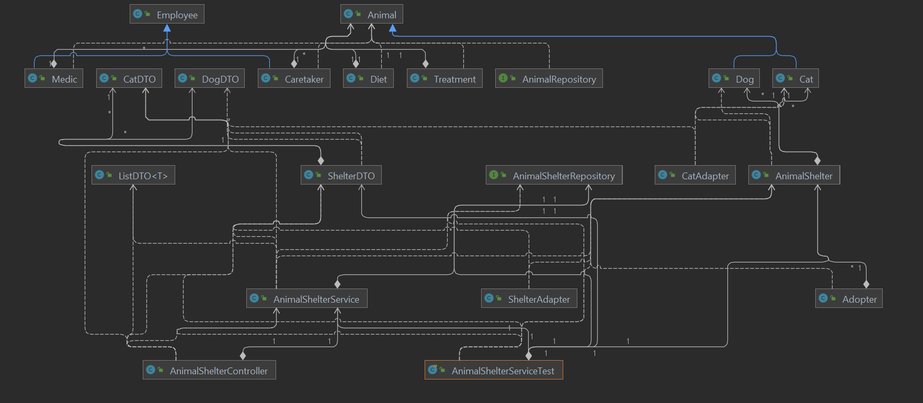 Employee
Animal
Medic
CatDTO
DogDTO
Caretaker
Diet
Treatment
AnimalRepository
Dog
Cat
ListDTO<T>
ShelterDTO
AnimalShelterRepository
CatAdapter
AnimalShelter
AnimalShelterService
ShelterAdapter
Adopter
AnimalShelterController
AnimalShelterServiceTest